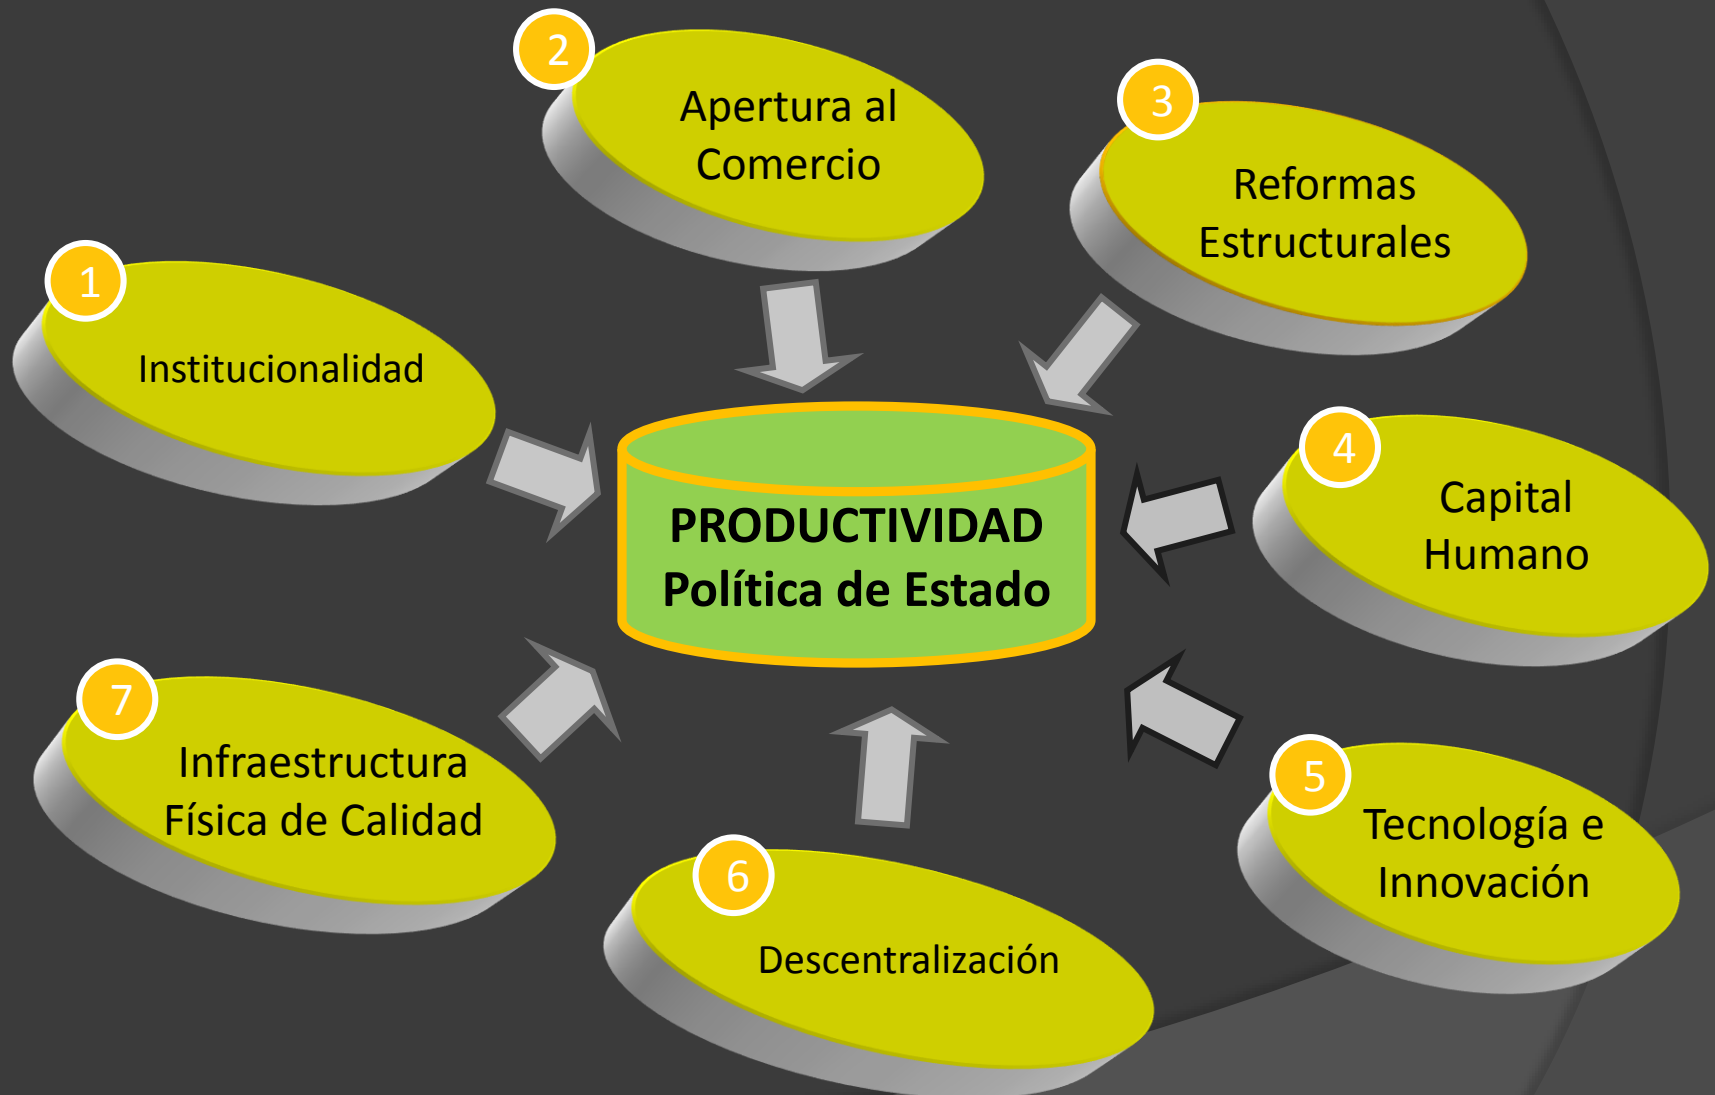 1
Institucionalidad
2
Apertura al
Comercio
3
Reformas
Estructurales
4
Capital
Humano
5
Tecnología e
Innovación
6
Descentralización
7
Infraestructura
Física de Calidad
PRODUCTIVIDAD
Política de Estado